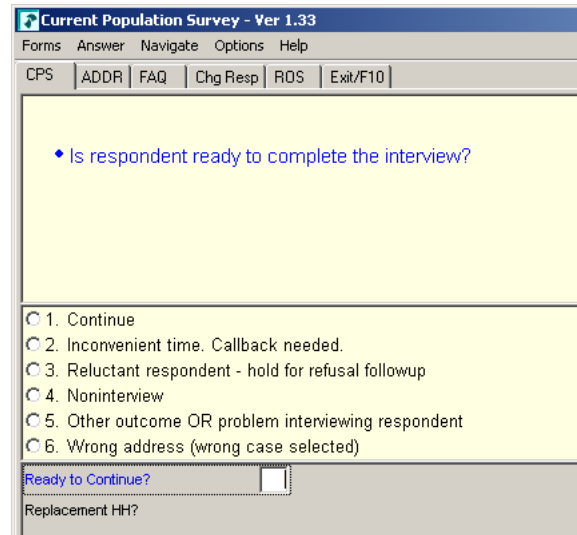 Current Population Survey - Ver 1.33
Forms Answer Navigate Options Help
CPS ADDR FAQ Chg Resp ROS Exit/F10
• Is respondent ready to complete the interview?
1. Continue
2. Inconvenient time. Callback needed.
3. Reluctant respondent - hold for refusal followup
4. Noninterview
5. Other outcome OR problem interviewing respondent
6. Wrong address (wrong case selected)
Ready to Continue?
Replacement HH?